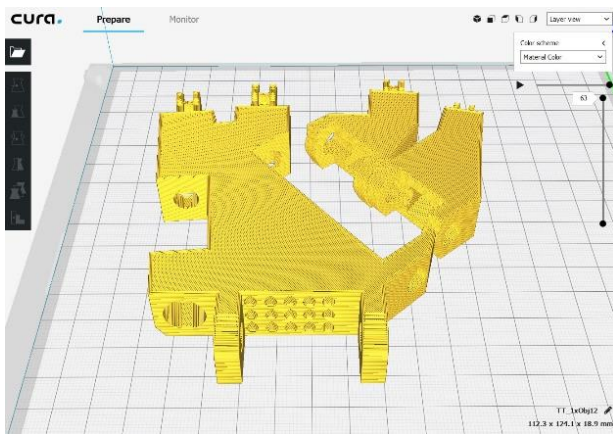 cura.
Prepare
Monitor
Layer view
Color scheme
Material Color
63
TT_1xObj12
112.3 x 124.1 x 18.9 mm